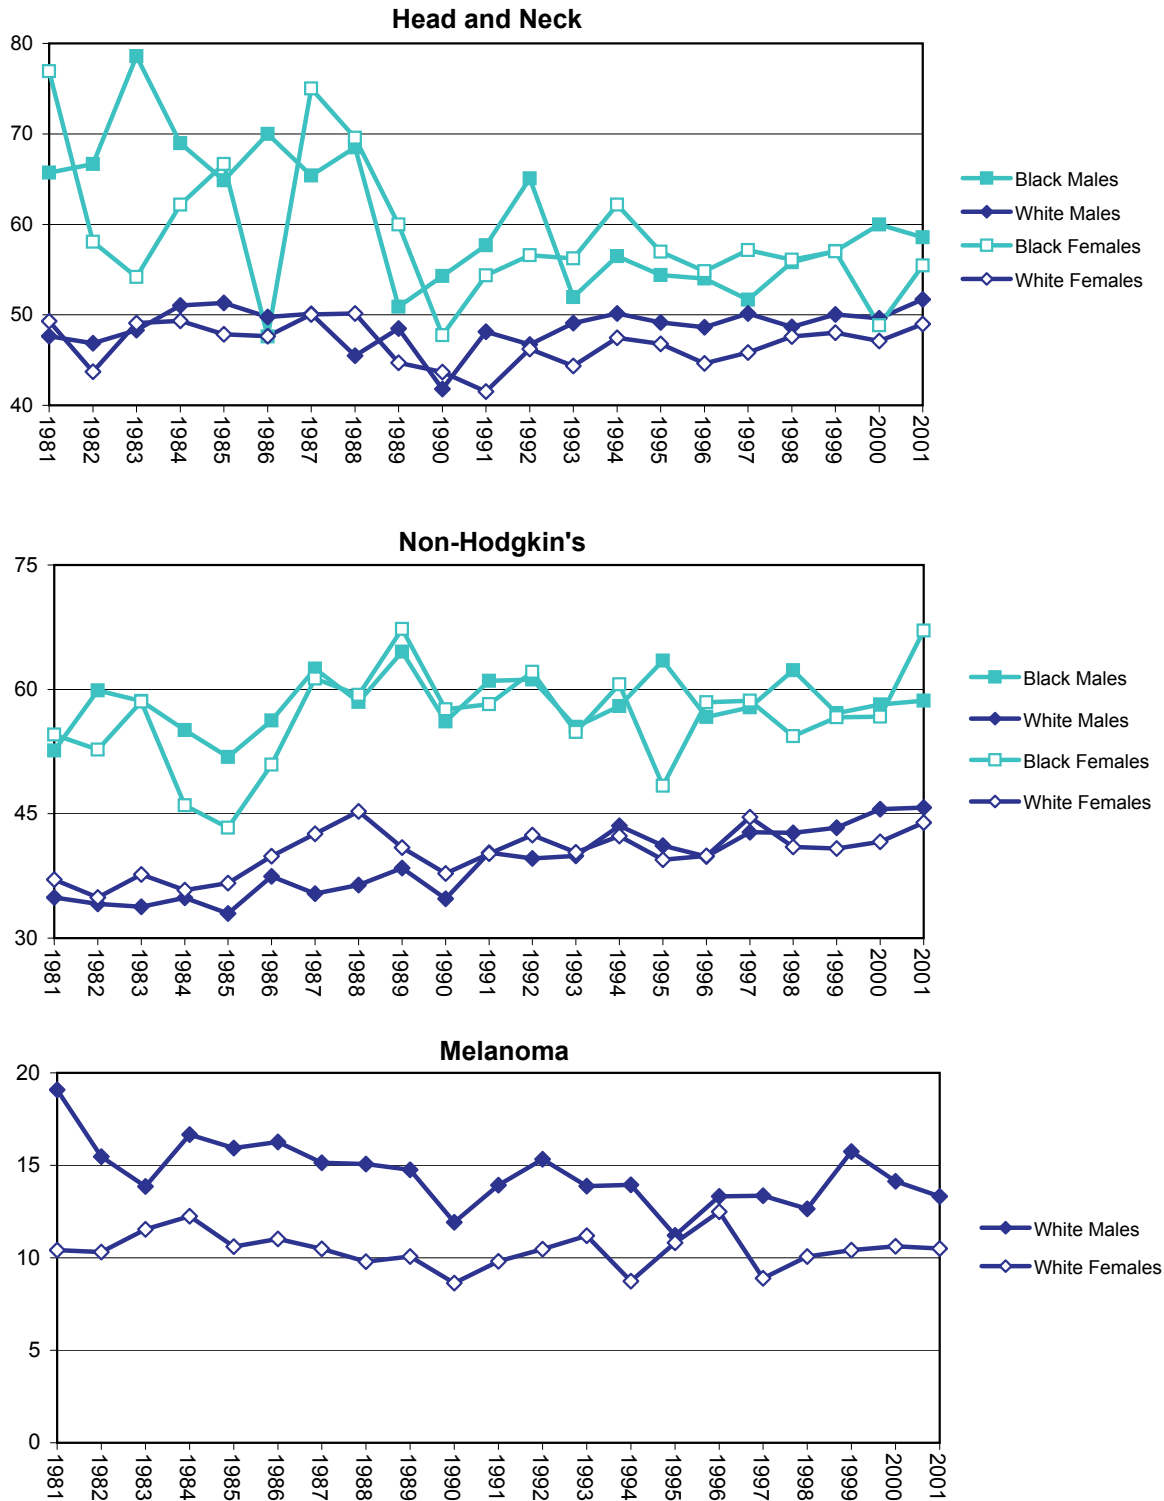 Head and Neck
80
70
60
50
40
1981 1982 1983 1984 1985 1986 1987 1988 1989 1990 1991 1992 1993 1994 1995 1996 1997 1998 1999 2000 2001
Black Males
White Males
Black Females
White Females
Non-Hodgkin's
75
60
45
30
1981 1982 1983 1984 1985 1986 1987 1988 1989 1990 1991 1992 1993 1994 1995 1996 1997 1998 1999 2000 2001
Black Males
White Males
Black Females
White Females
Melanoma
20
15
10
5
0
1981 1982 1983 1984 1985 1986 1987 1988 1989 1990 1991 1992 1993 1994 1995 1996 1997 1998 1999 2000 2001
White Males
White Females